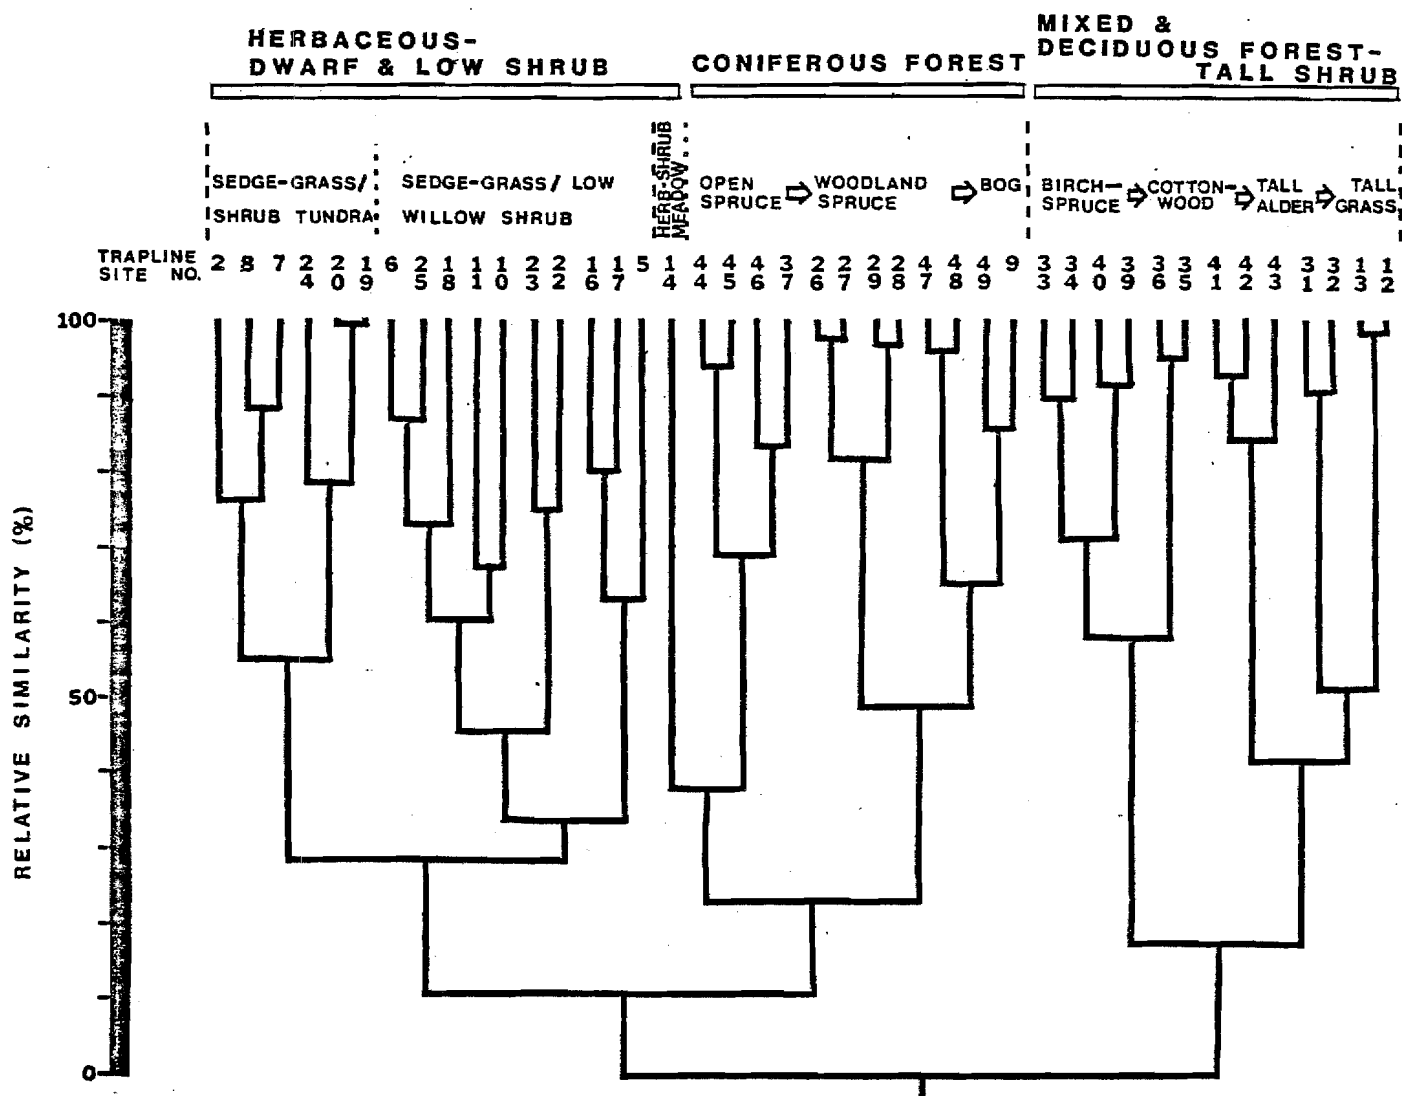 HERBACEOUS-
DWARF & LOW SHRUB
CONIFEROUS FOREST
MIXED &
DECIDUOUS FOREST-
TALL SHRUB
SEDGE-GRASS/
SHRUB TUNDRA
SEDGE-GRASS/ LOW
WILLOW SHRUB
HERB-SHRUB
MEADOW
OPEN
SPRUCE
WOODLAND
SPRUCE
BOG
BIRCH-
SPRUCE
COTTON-
WOOD
TALL
ALDER
TALL
GRASS
TRAPLINE
SITE NO.
2 8 7 24 20 19 6 25 18 11 10 23 22 16 17 5 14 44 45 46 37 26 27 29 28 47 48 49 9 33 34 40 39 36 35 41 42 43 31 32 13 12
100
50
0
RELATIVE SIMILARITY (%)